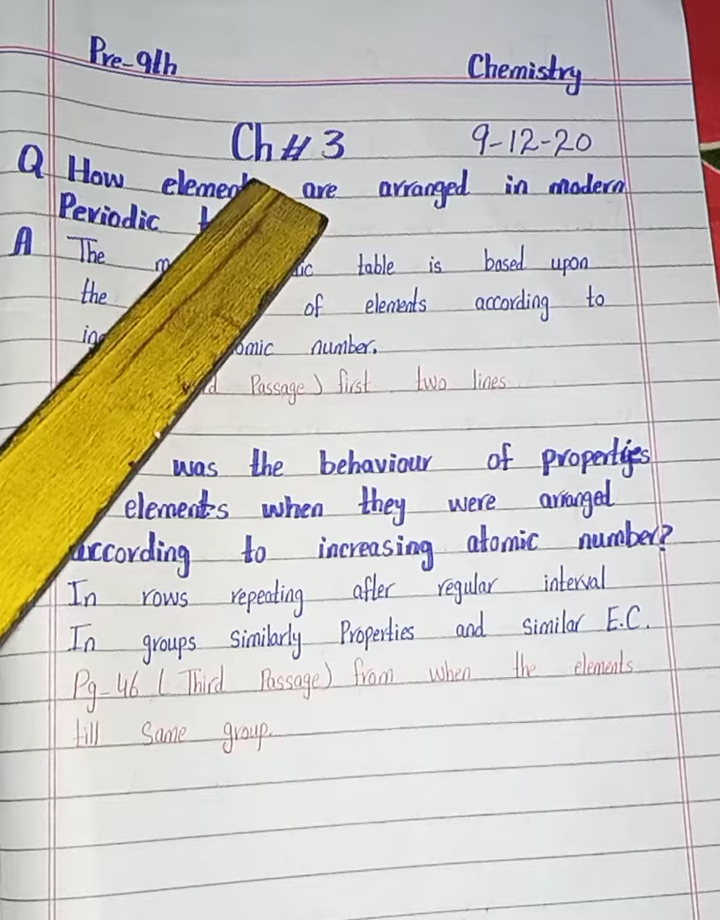 Pre-9th Chemistry
Ch # 3 9-12-20
Q How elements are arranged in modern
Periodic
A The table is based upon
the of elements according to
number.
Passage) first two lines
was the behaviour of properties
elements when they were arranged
according to increasing atomic number?
In rows repeating after regular interval
In groups Similarly Properties and similar E.C.
Pg-46 ( Third Passage) from when the elements
till Same group.